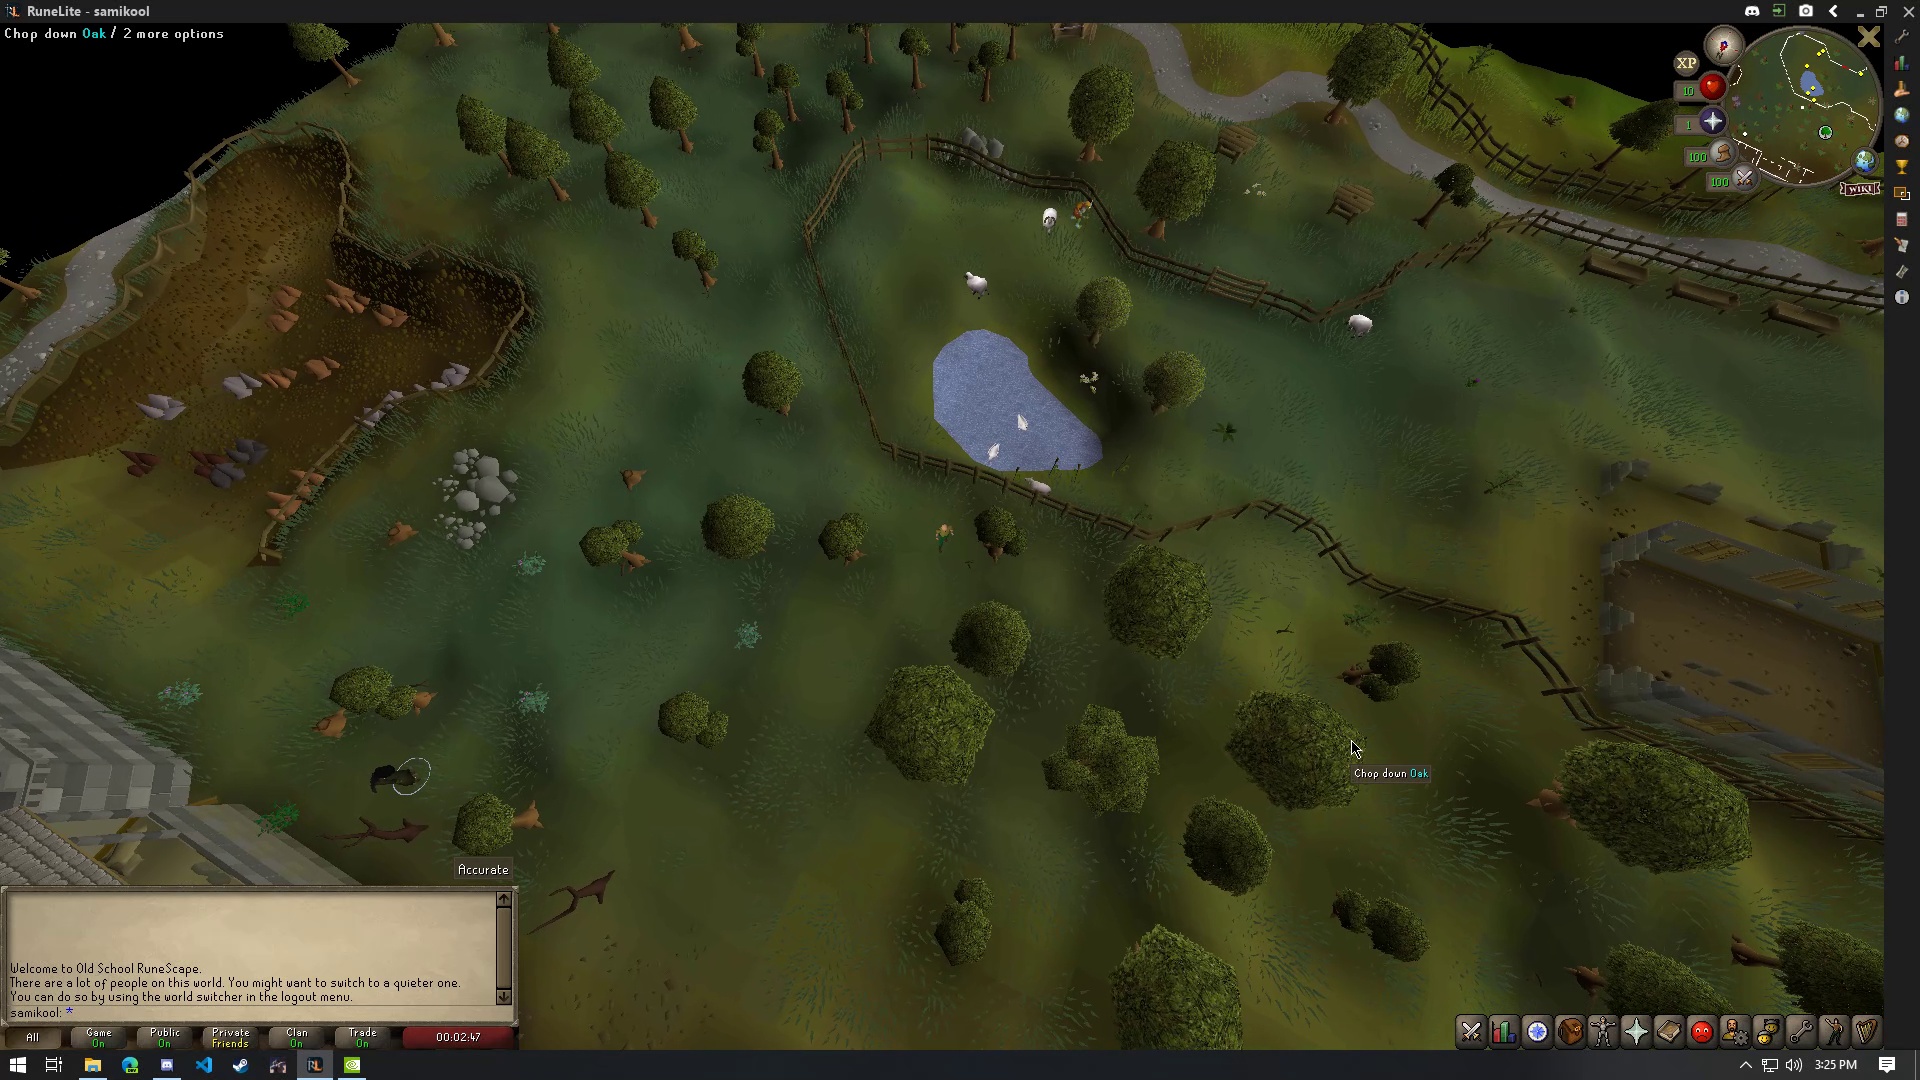 RuneLite - samikool
Chop down Oak / 2 more options
XP
10
1
100
100
WIKI
Chop down Oak
Accurate
Welcome to Old School RuneScape.
There are a lot of people on this world. You might want to switch to a quieter one.
You can do so by using the world switcher in the logout menu.
samikool: *
All
Game
On
Public
On
Private
Friends
Clan
On
Trade
On
00:02:47
3:25 PM